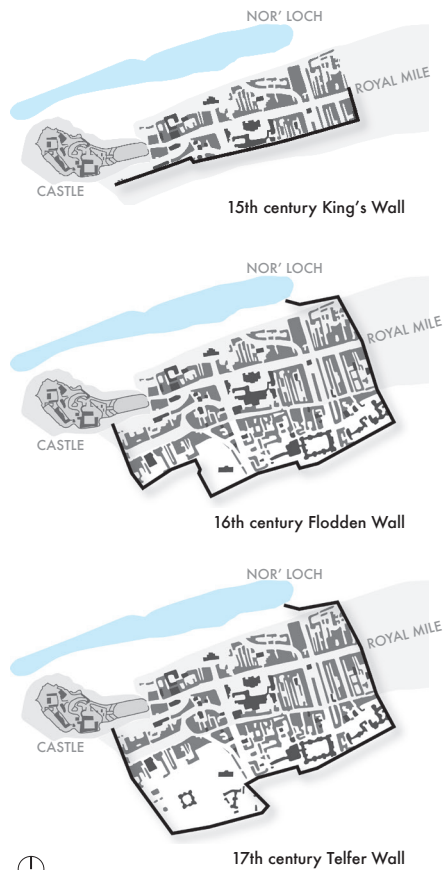 NOR' LOCH
ROYAL MILE
CASTLE
15th century King's Wall
NOR' LOCH
ROYAL MILE
CASTLE
16th century Flodden Wall
NOR' LOCH
ROYAL MILE
CASTLE
17th century Telfer Wall